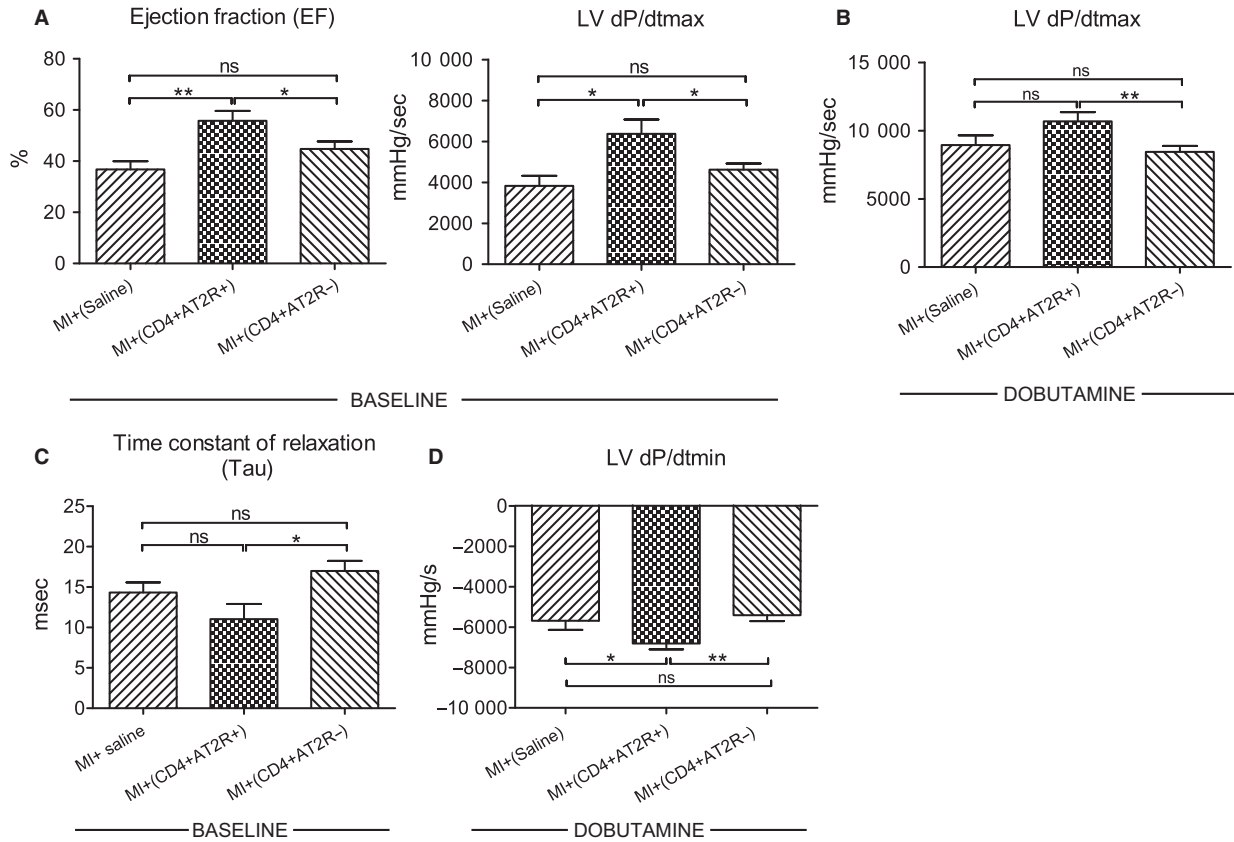 A
Ejection fraction (EF)
80
60
40
20
0
%
ns
**
*
MI+(Saline)
MI+(CD4+AT2R+)
MI+(CD4+AT2R−)
LV dP/dtmax
10 000
8000
6000
4000
2000
0
mmHg/sec
ns
*
*
MI+(Saline)
MI+(CD4+AT2R+)
MI+(CD4+AT2R−)
BASELINE
B
LV dP/dtmax
15 000
10 000
5000
0
mmHg/sec
ns
ns
**
MI+(Saline)
MI+(CD4+AT2R+)
MI+(CD4+AT2R−)
DOBUTAMINE
C
Time constant of relaxation
(Tau)
25
20
15
10
5
0
msec
ns
ns
*
MI+ saline
MI+(CD4+AT2R+)
MI+(CD4+AT2R−)
BASELINE
D
LV dP/dtmin
0
−2000
−4000
−6000
−8000
−10 000
mmHg/s
*
**
ns
MI+(Saline)
MI+(CD4+AT2R+)
MI+(CD4+AT2R−)
DOBUTAMINE